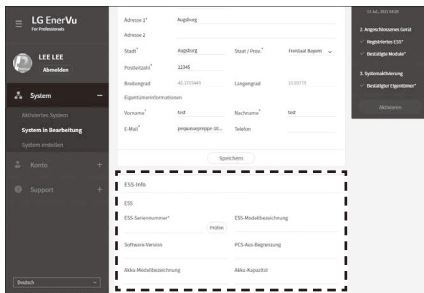 LG EnerVu
For Professionals
LEE LEE
Abmelden
System
Aktiviertes System
System in Bearbeitung
System erstellen
Konto
Support
Deutsch
Adresse 1* Augsburg
Adresse 2
Stadt* Augsburg Staat / Prov.* Freistaat Bayern
Postleitzahl* 12345
Breitengrad Längengrad
Eigentümerinformationen
Vorname* test Nachname* test
E-Mail* Telefon
Speichern
ESS-Info
ESS
ESS-Seriennummer* Prüfen ESS-Modellbezeichnung
Software-Version PCS-Aus-Begrenzung
Akku-Modellbezeichnung Akku-Kapazität
2. Angeschlossenes Gerät
Registriertes ESS*
Bestätigte Module*
3. Systemaktivierung
Bestätigter Eigentümer*
Aktivieren